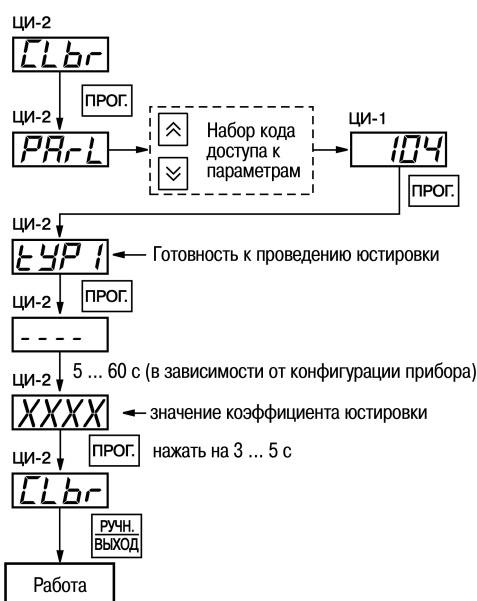 ЦИ-2
CLbr
ПРОГ.
ЦИ-2
PArL
Набор кода
доступа к
параметрам
ЦИ-1
104
ПРОГ.
ЦИ-2
tYP1
Готовность к проведению юстировки
ПРОГ.
ЦИ-2
----
5 ... 60 с (в зависимости от конфигурации прибора)
ЦИ-2
XXXX
значение коэффициента юстировки
ПРОГ.
нажать на 3 ... 5 с
ЦИ-2
CLbr
РУЧН.
ВЫХОД
Работа